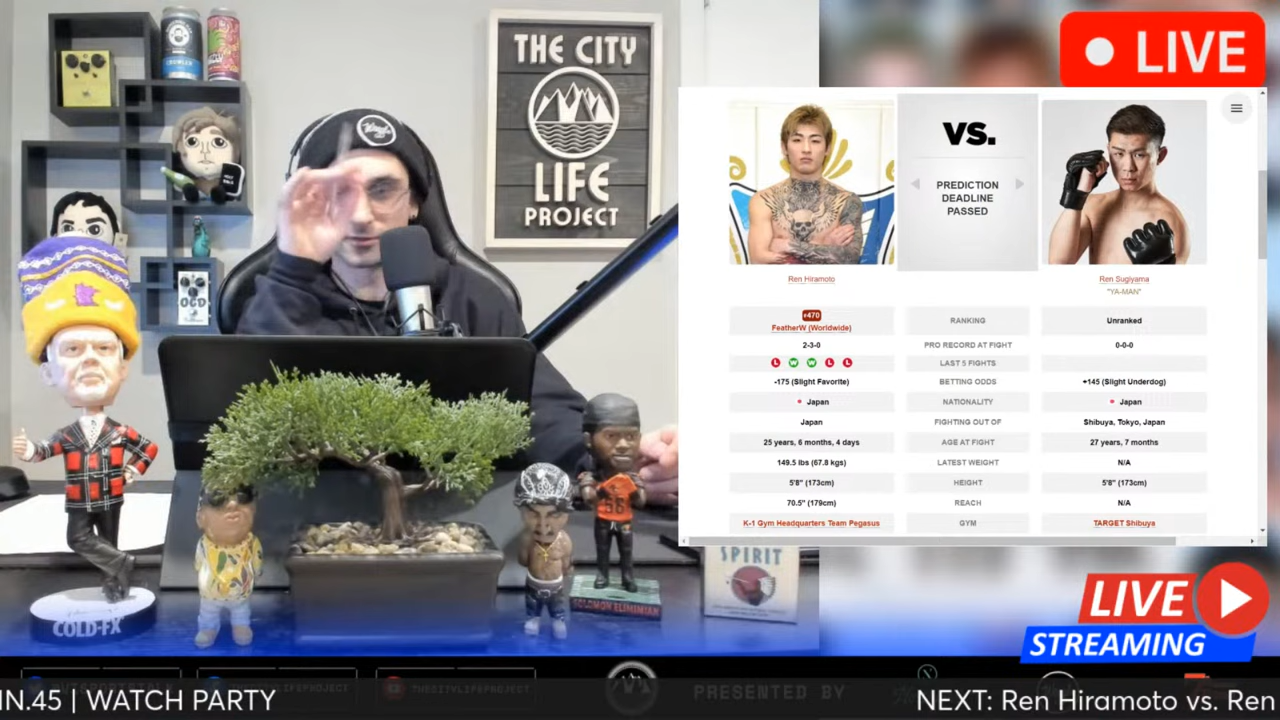 THE CITY
LIFE
PROJECT
LIVE
VS.
PREDICTION
DEADLINE
PASSED
Ren Hiramoto
Ren Sugiyama
"YA-MAN"
#470
FeatherW (Worldwide)
RANKING
Unranked
2-3-0
PRO RECORD AT FIGHT
0-0-0
L W W L L
LAST 5 FIGHTS
-175 (Slight Favorite)
BETTING ODDS
+145 (Slight Underdog)
Japan
NATIONALITY
Japan
Japan
FIGHTING OUT OF
Shibuya, Tokyo, Japan
25 years, 6 months, 4 days
AGE AT FIGHT
27 years, 7 months
149.5 lbs (67.8 kgs)
LATEST WEIGHT
N/A
5'8" (173cm)
HEIGHT
5'8" (173cm)
70.5" (179cm)
REACH
N/A
K-1 Gym Headquarters Team Pegasus
GYM
TARGET Shibuya
OCD
COLD-FX
SOLOMON ELIMIMIAN
56
SPIRIT
LIVE
STREAMING
THECITYLIFEPROJECT
PRESENTED BY
IN.45 | WATCH PARTY
NEXT: Ren Hiramoto vs. Ren